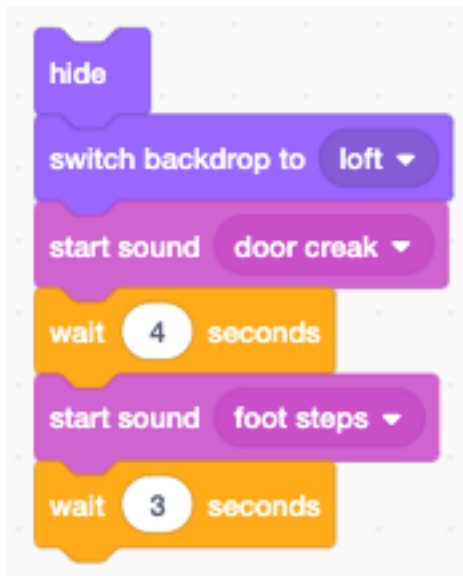 hide
switch backdrop to loft
start sound door creak
wait 4 seconds
start sound foot steps
wait 3 seconds